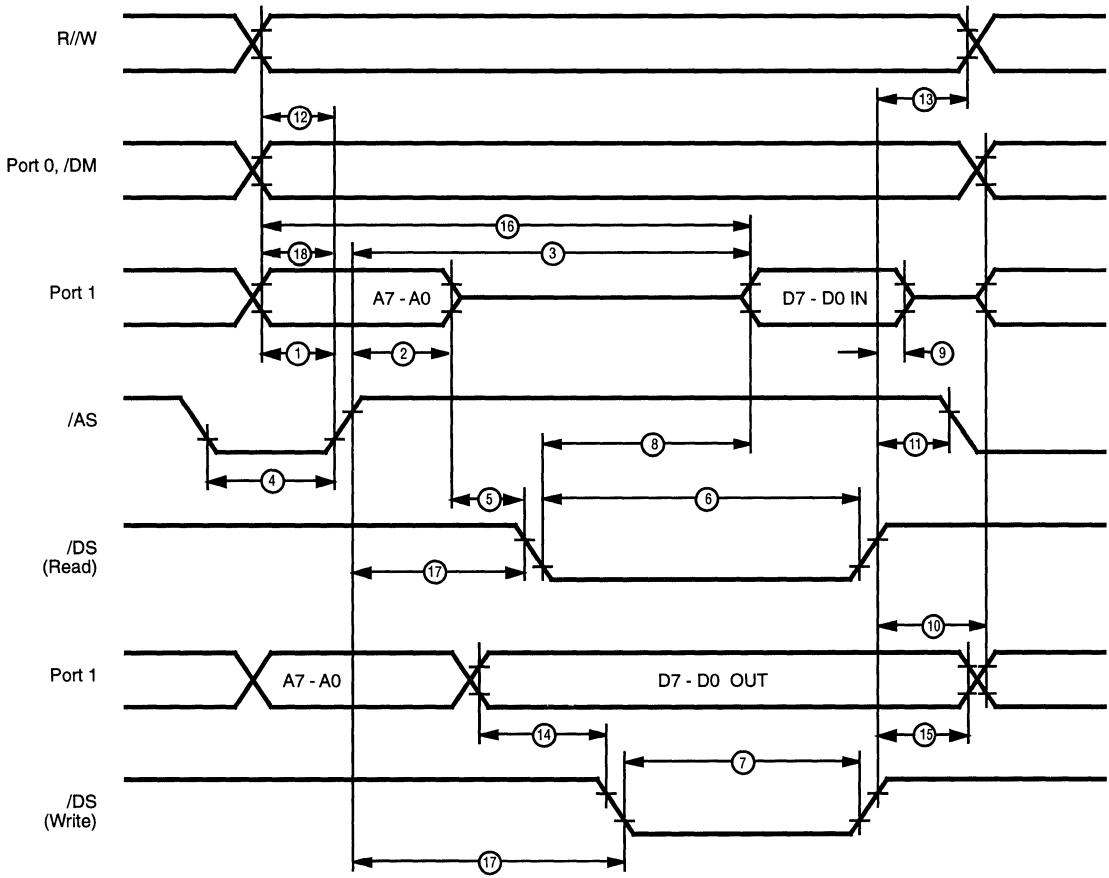 R//W
13
12
Port 0, /DM
16
18
3
Port 1
A7 - A0
D7 - D0 IN
1
2
9
/AS
8
11
4
5
6
/DS
(Read)
17
10
Port 1
A7 - A0
D7 - D0 OUT
14
15
7
/DS
(Write)
17